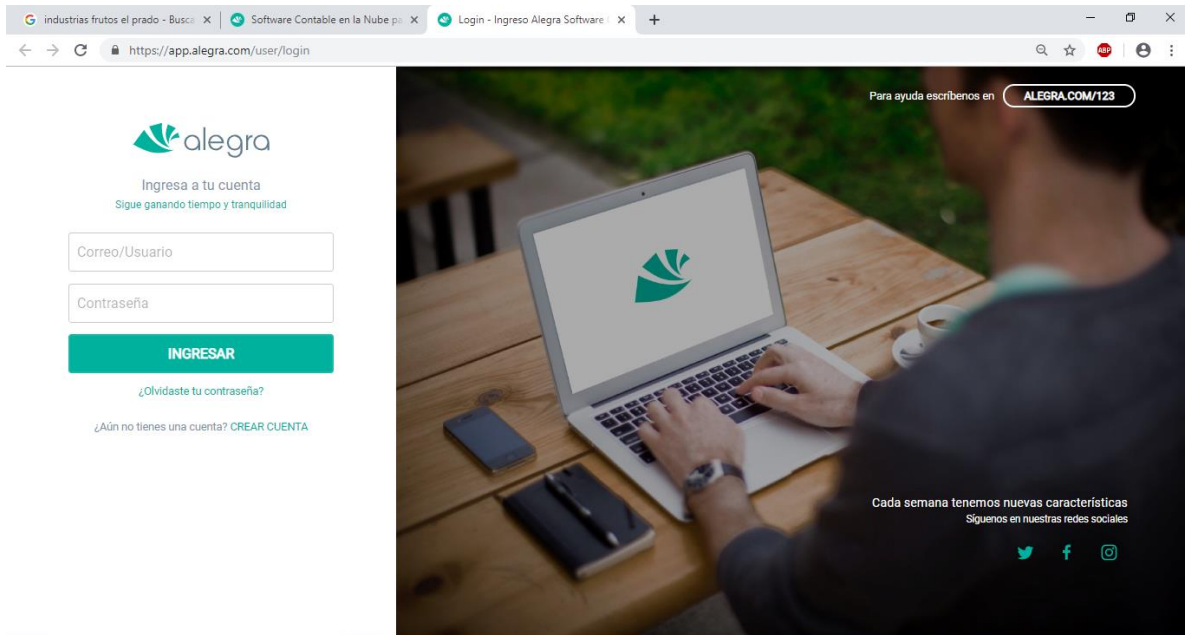 industrias frutos el prado - Busca
Software Contable en la Nube pa
Login - Ingreso Alegra Software
https://app.alegra.com/user/login
ABP
Para ayuda escríbenos en ALEGRA.COM/123
alegra
Ingresa a tu cuenta
Sigue ganando tiempo y tranquilidad
Correo/Usuario
Contraseña
INGRESAR
¿Olvidaste tu contraseña?
¿Aún no tienes una cuenta? CREAR CUENTA
Cada semana tenemos nuevas características
Síguenos en nuestras redes sociales